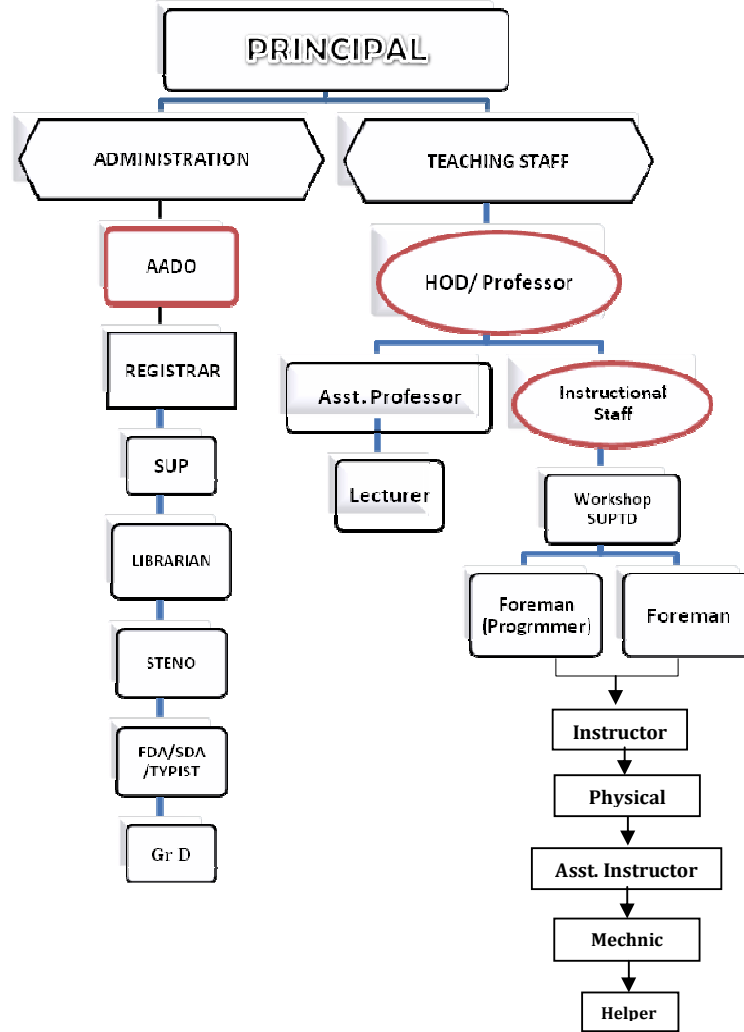 PRINCIPAL
ADMINISTRATION
TEACHING STAFF
AADO
HOD/ Professor
REGISTRAR
Asst. Professor
Instructional
Staff
SUP
Lecturer
Workshop
SUPTD
LIBRARIAN
Foreman
(Progrmmer)
Foreman
STENO
Instructor
FDA/SDA
/TYPIST
Physical
Gr D
Asst. Instructor
Mechnic
Helper